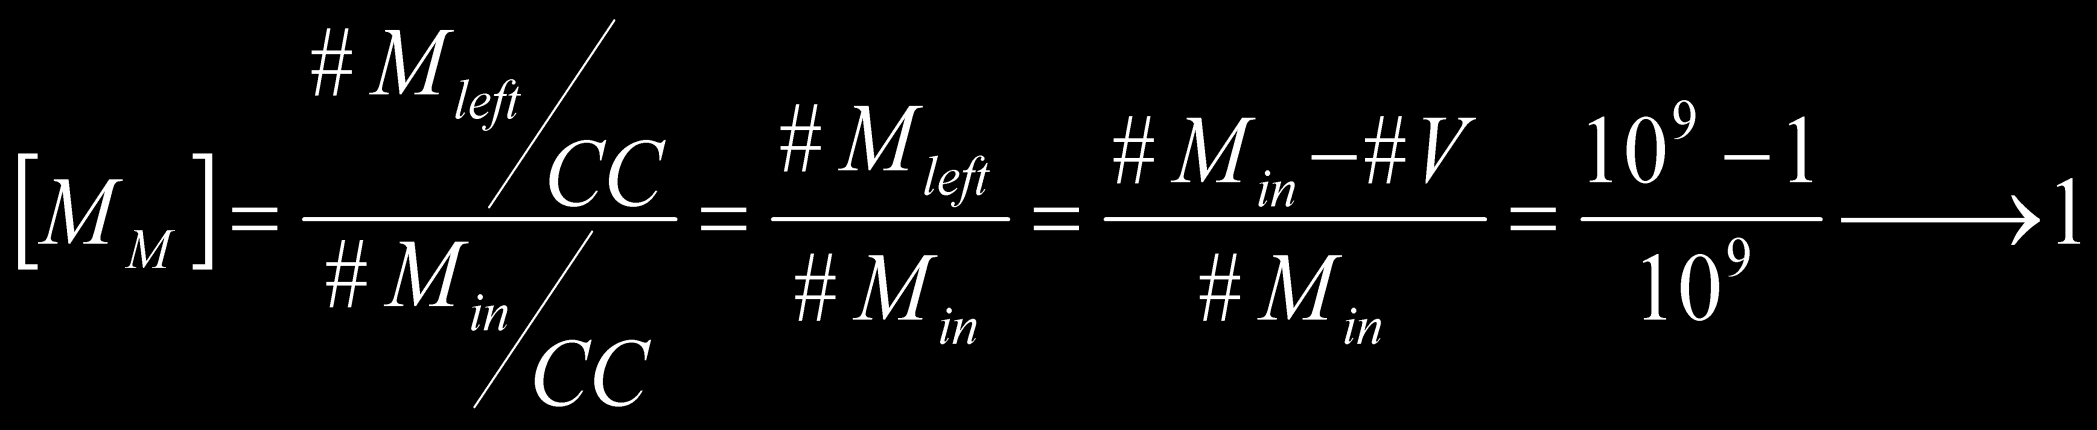 [M_M] = (# M_left / CC) / (# M_in / CC) = # M_left / # M_in = (# M_in − # V) / # M_in = (10^9 − 1) / 10^9 ⟶ 1